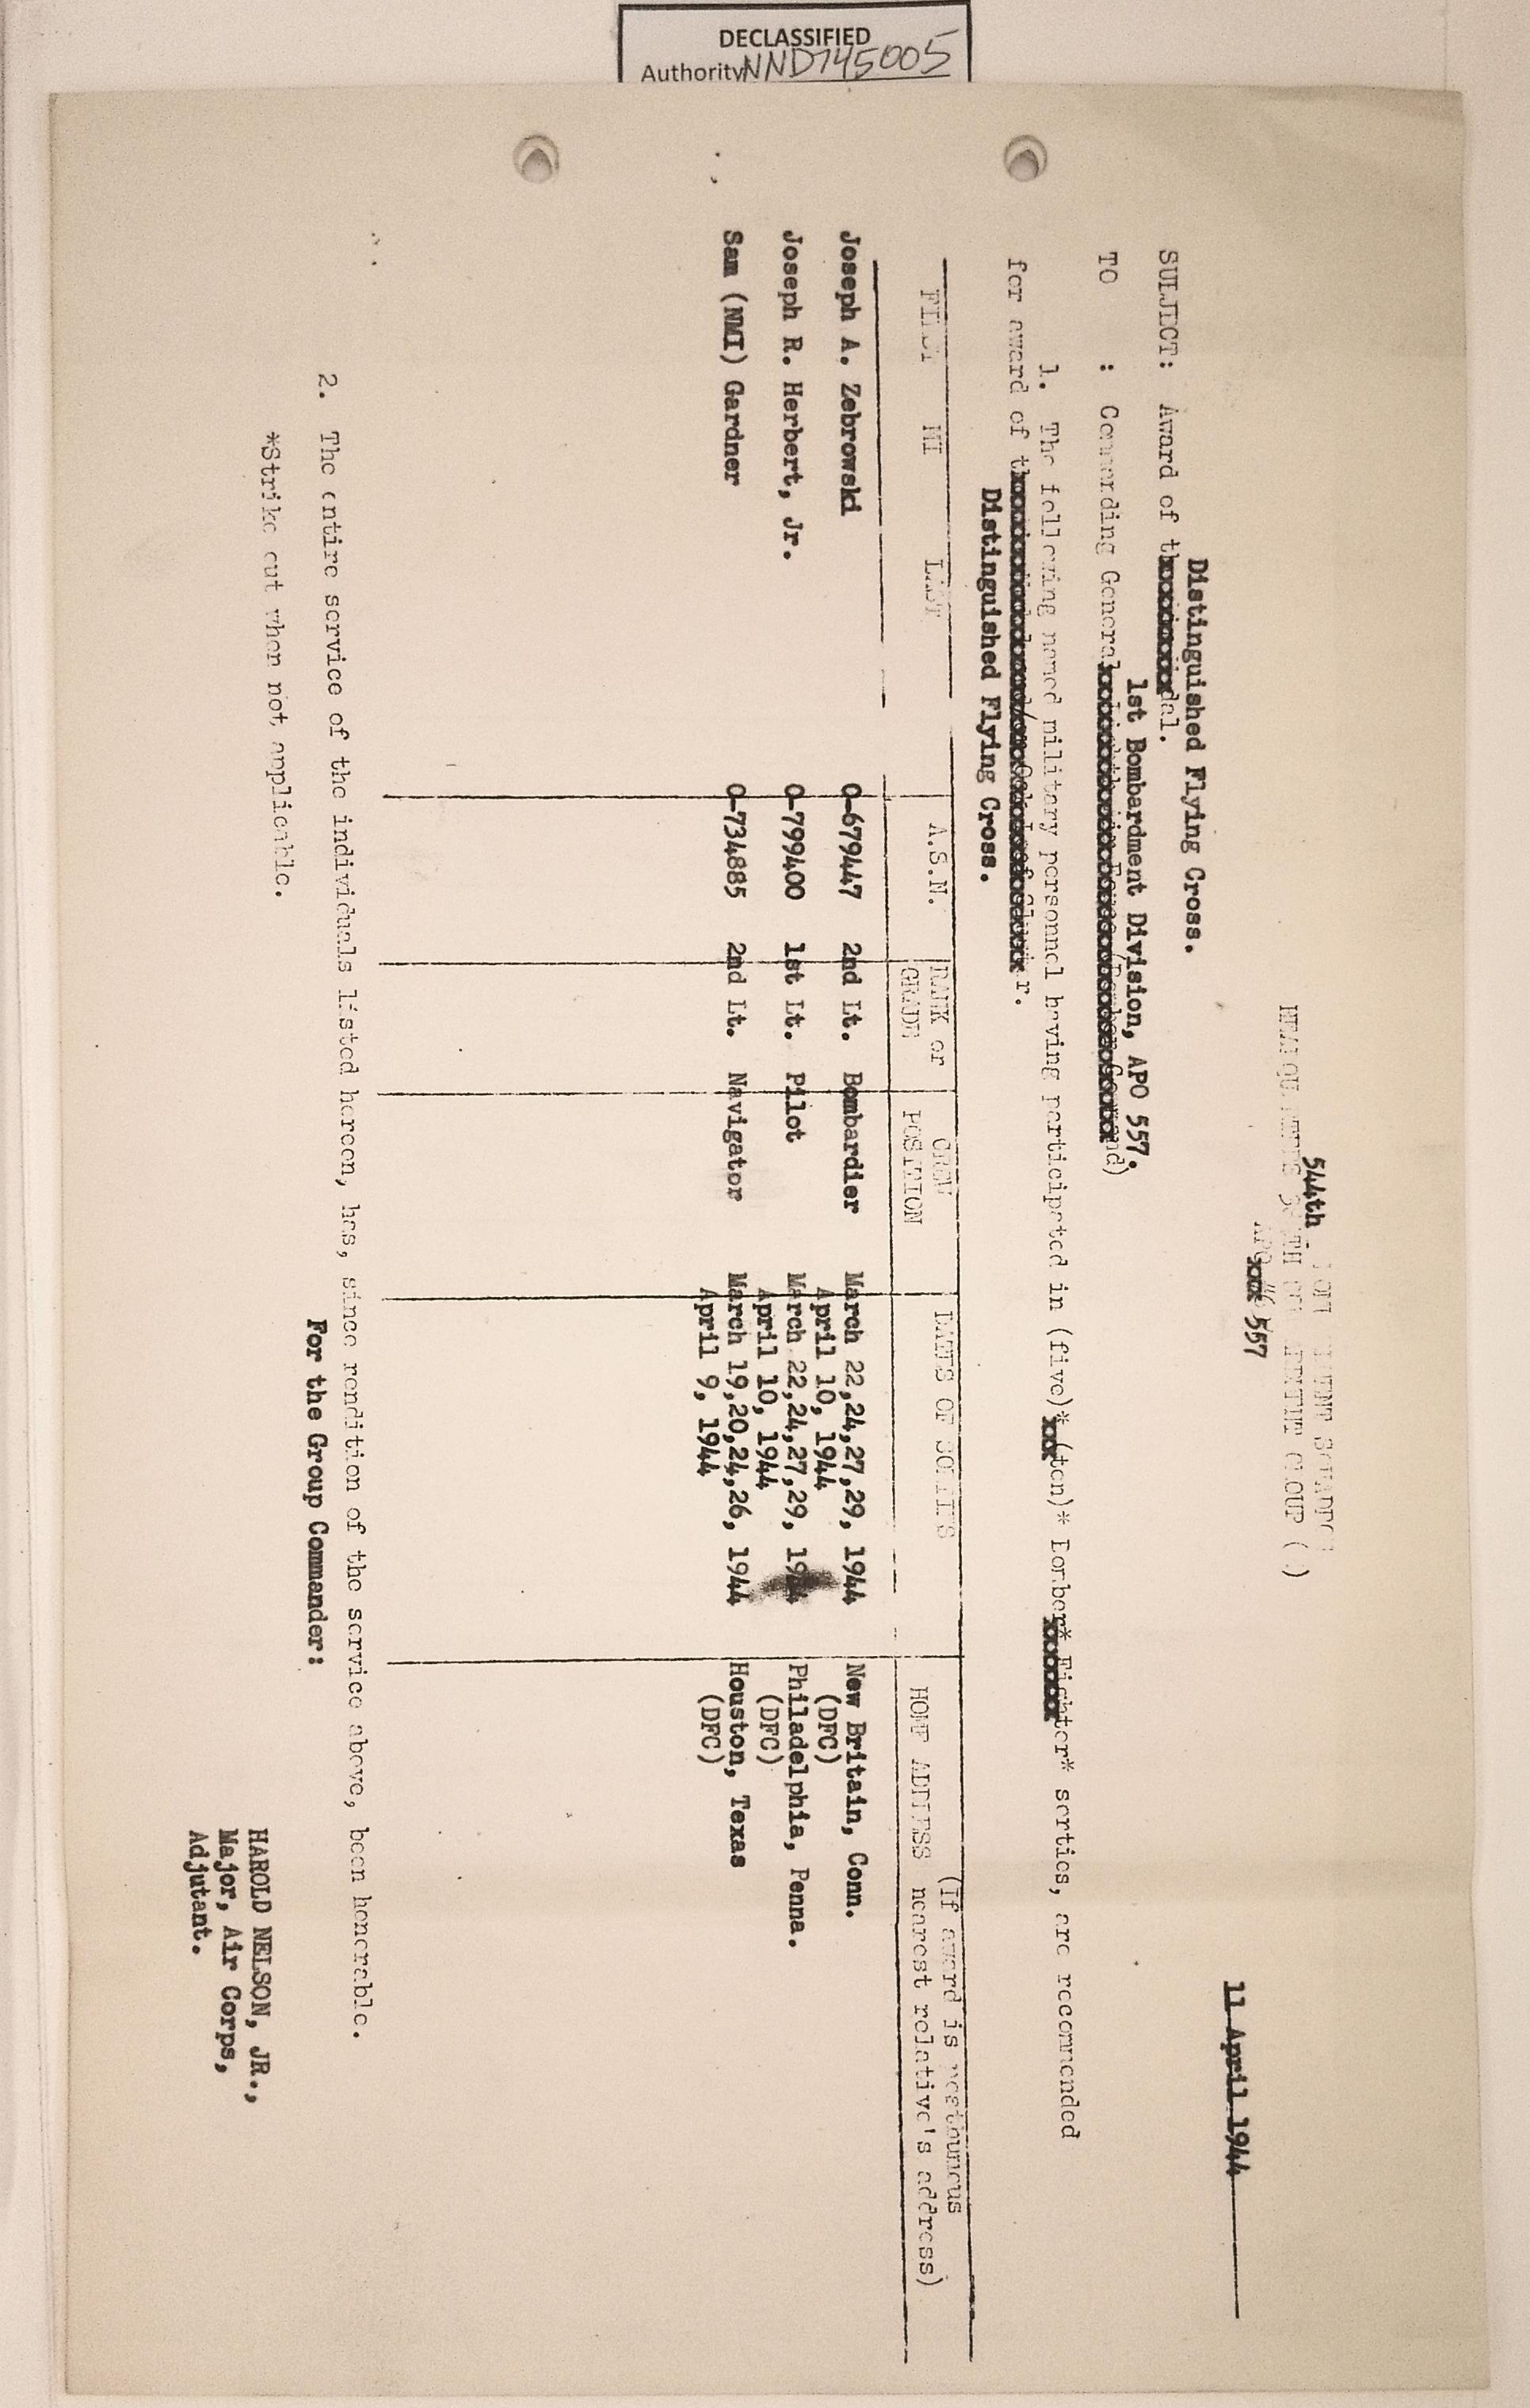 DECLASSIFIED
Authority NND745005
544th
557
11 April 1944
Distinguished Flying Cross.
SUBJECT: Award of
1st Bombardment Division, APO 557.
TO : Commanding General
1. The following named military personnel having participated in (five)* (ten)* Bomber* Fighter* sorties, are recommended
for award of
Distinguished Flying Cross.
(If award is posthumous
FIRST MI LAST A.S.N. RANK or CREW DATES OF SORTIES HOME ADDRESS nearest relative's address)
GRADE POSITION
Joseph A. Zebrowski O-679447 2nd Lt. Bombardier March 22,24,27,29, 1944 New Britain, Conn.
April 10, 1944 (DFC)
Joseph R. Herbert, Jr. O-799400 1st Lt. Pilot March 22,24,27,29, 1944 Philadelphia, Penna.
April 10, 1944 (DFC)
Sam (NMI) Gardner O-734885 2nd Lt. Navigator March 19,20,24,26, 1944 Houston, Texas
April 9, 1944 (DFC)
2. The entire service of the individuals listed hereon, has, since rendition of the service above, been honorable.
*Strike out when not applicable.
For the Group Commander:
HAROLD NELSON, JR.,
Major, Air Corps,
Adjutant.